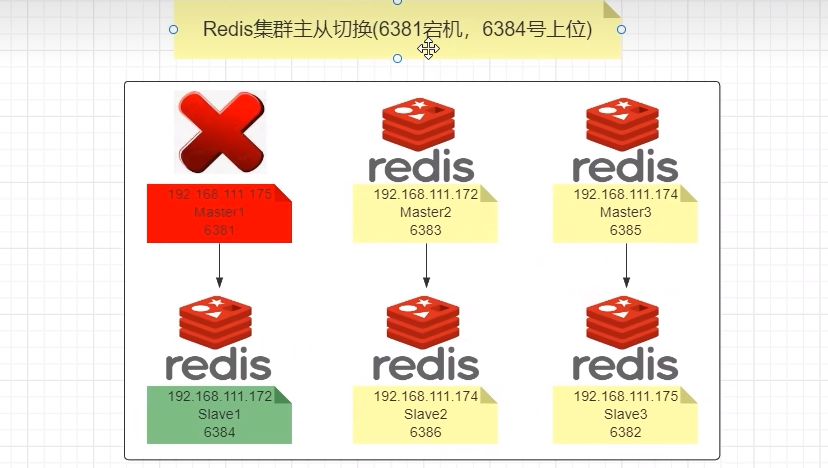 Redis集群主从切换(6381宕机，6384号上位)
redis
redis
192.168.111.175
Master1
6381
192.168.111.172
Master2
6383
192.168.111.174
Master3
6385
redis
redis
redis
192.168.111.172
Slave1
6384
192.168.111.174
Slave2
6386
192.168.111.175
Slave3
6382